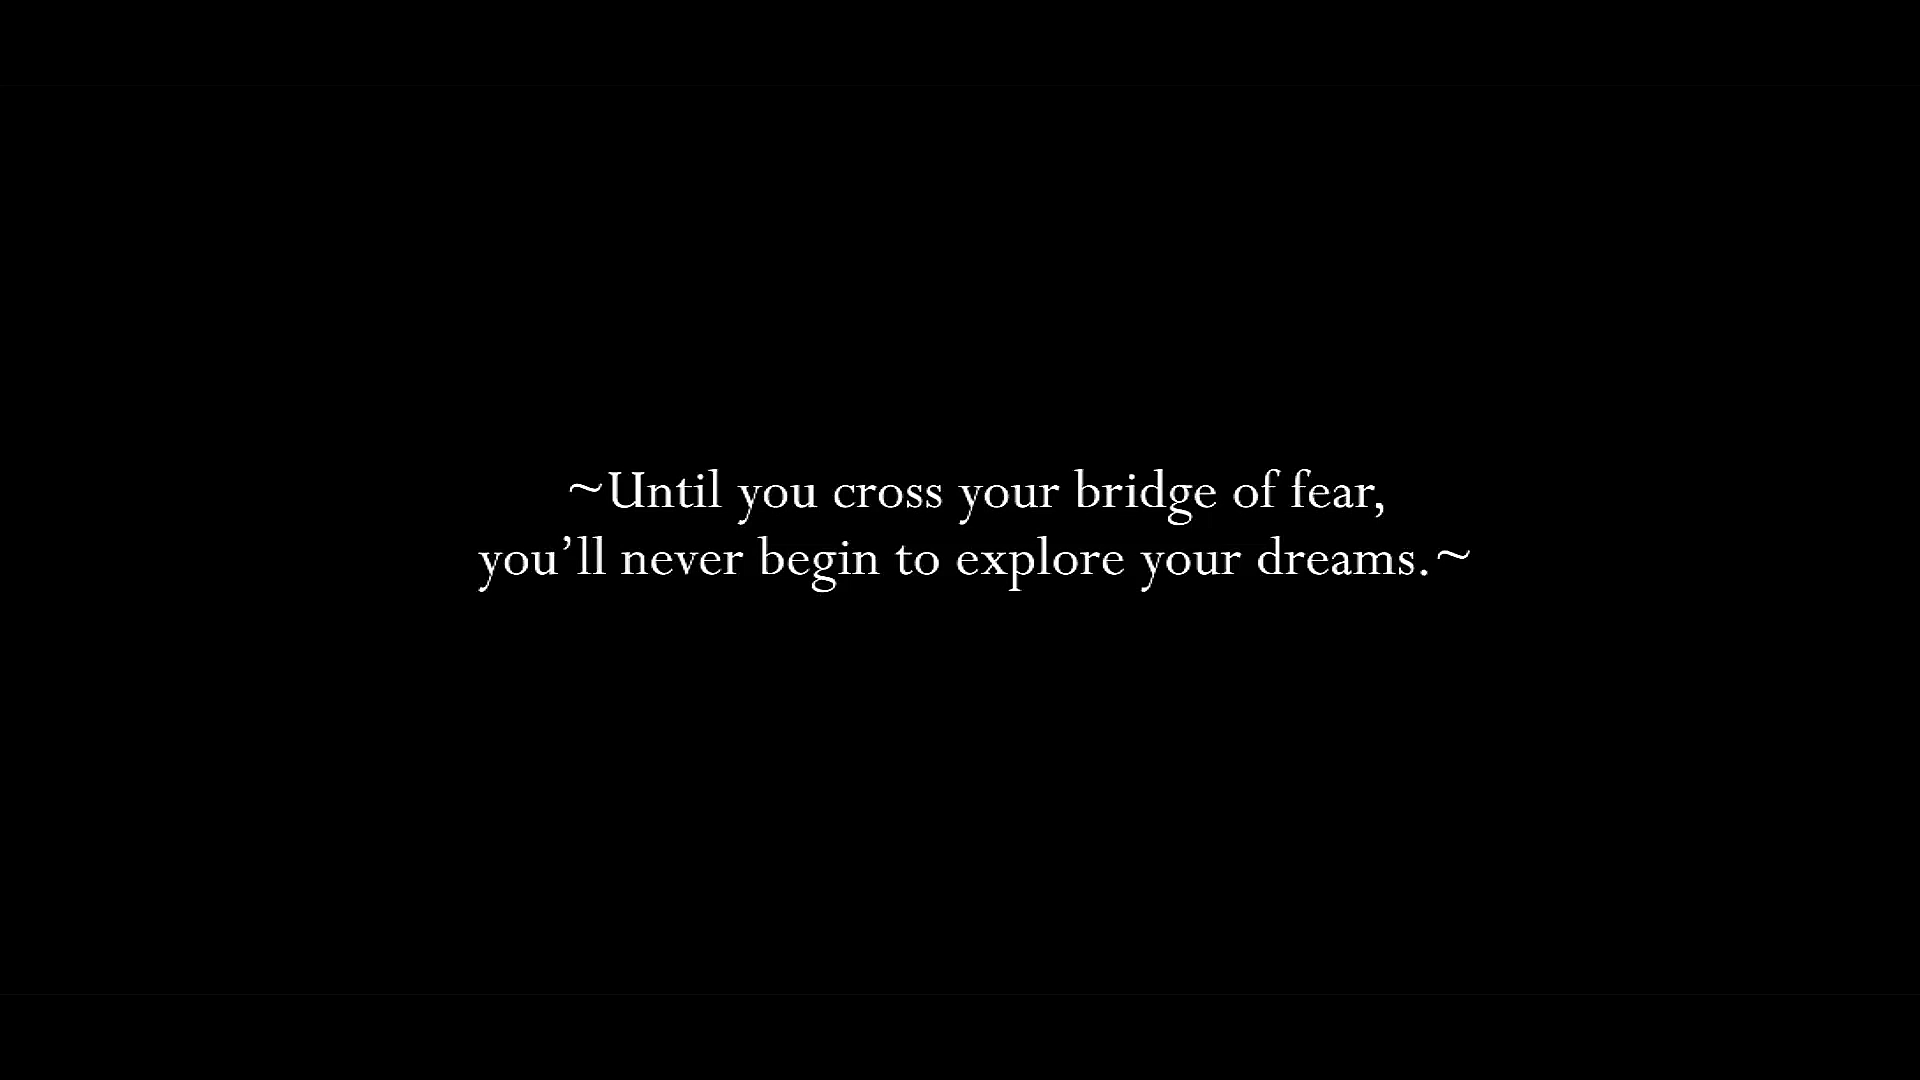 ~Until you cross your bridge of fear,
you’ll never begin to explore your dreams.~